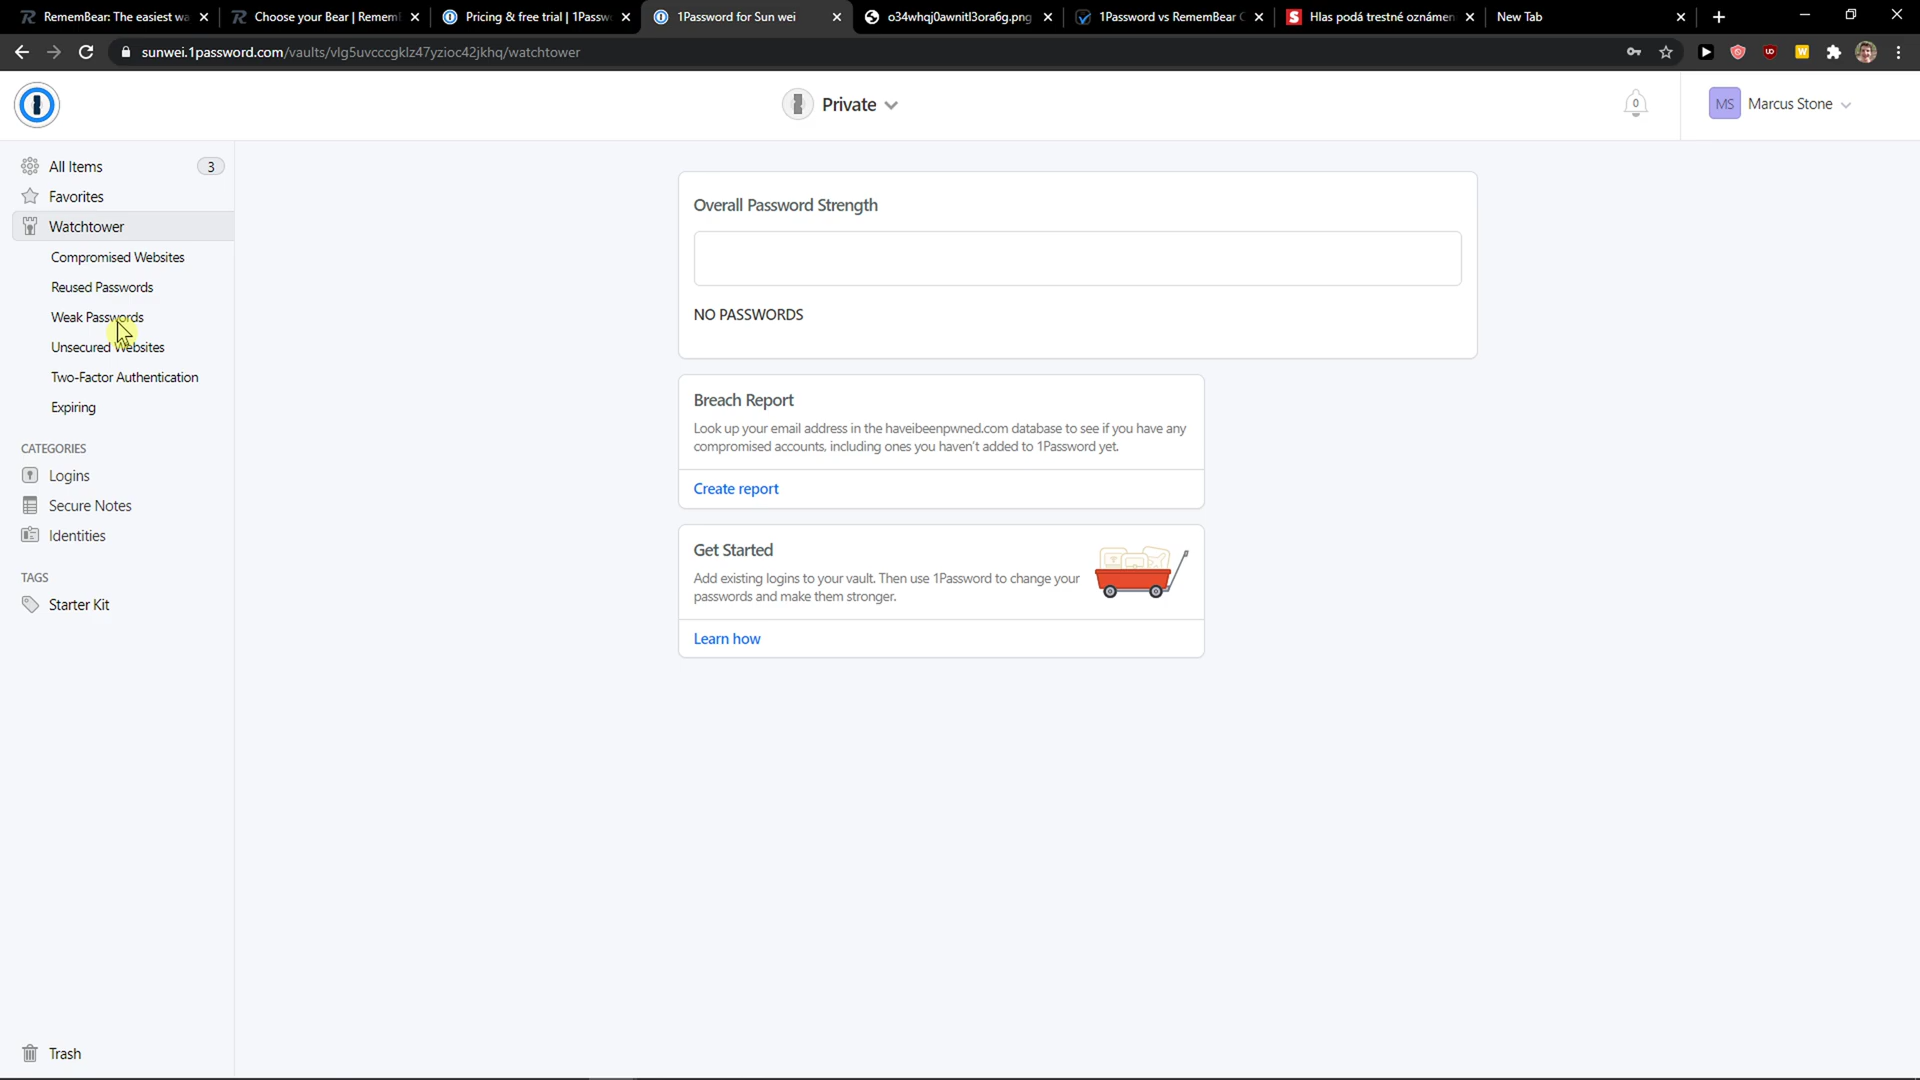 RememBear: The easiest wa
Choose your Bear | Rememb
Pricing & free trial | 1Passw
1Password for Sun wei
o34whqj0awnitl3ora6g.png
1Password vs RememBear C
Hlas podá trestné oznámen
New Tab
sunwei.1password.com/vaults/vlg5uvcccgklz47yzioc42jkhq/watchtower
Private
0
MS Marcus Stone
All Items 3
Favorites
Watchtower
Compromised Websites
Reused Passwords
Weak Passwords
Unsecured Websites
Two-Factor Authentication
Expiring
CATEGORIES
Logins
Secure Notes
Identities
TAGS
Starter Kit
Trash
Overall Password Strength
NO PASSWORDS
Breach Report
Look up your email address in the haveibeenpwned.com database to see if you have any
compromised accounts, including ones you haven't added to 1Password yet.
Create report
Get Started
Add existing logins to your vault. Then use 1Password to change your
passwords and make them stronger.
Learn how